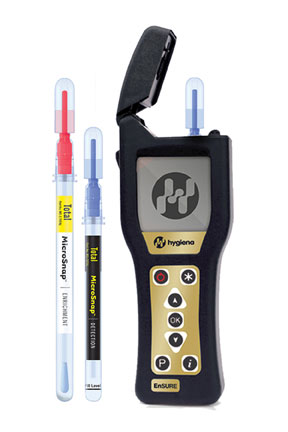 Total
MicroSnap®
ENRICHMENT
Total
MicroSnap®
DETECTION
hygiena
OK
P
i
EnSURE